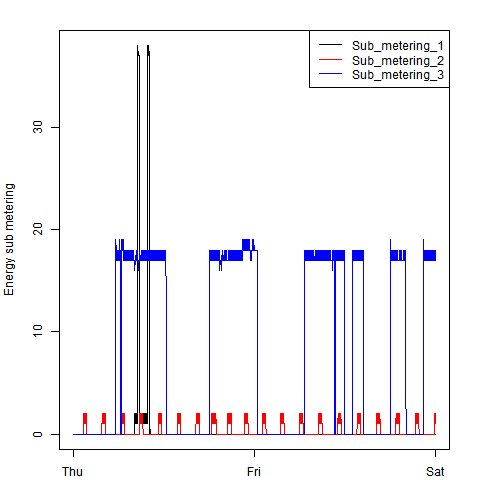 Sub_metering_1
Sub_metering_2
Sub_metering_3
Energy sub metering
30
20
10
0
Thu
Fri
Sat